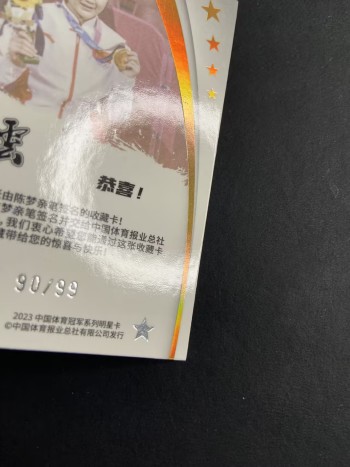 雲
恭喜！
由陈梦亲笔签名的收藏卡！
梦亲笔签名并交给中国体育报业总社
，我们衷心希望您能通过这张收藏卡
带给您的惊喜与快乐！
90/99
2023 中国体育冠军系列明星卡
©中国体育报业总社有限公司发行